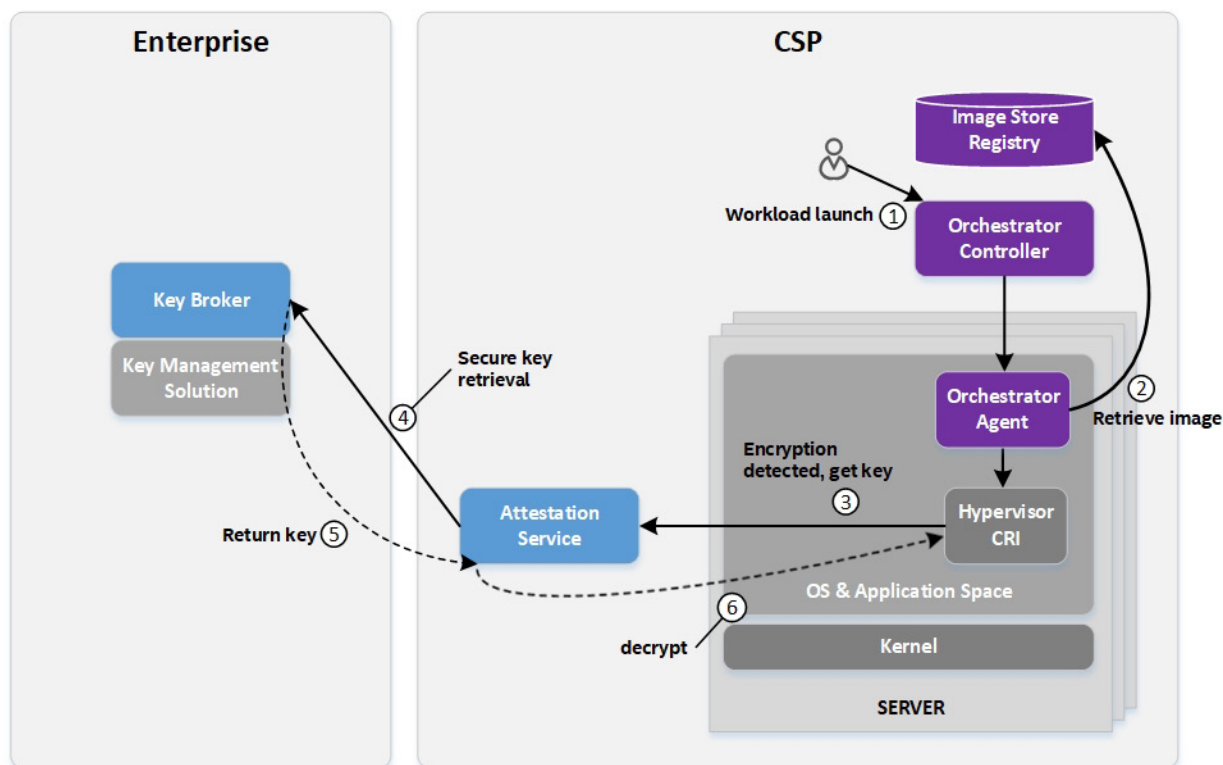 Enterprise
CSP
Image Store
Registry
Workload launch 1
Orchestrator
Controller
Key Broker
Key Management
Solution
Secure key
retrieval
4
Orchestrator
Agent
2
Retrieve image
Encryption
detected, get key
3
Attestation
Service
Hypervisor
CRI
Return key 5
OS & Application Space
6
decrypt
Kernel
SERVER